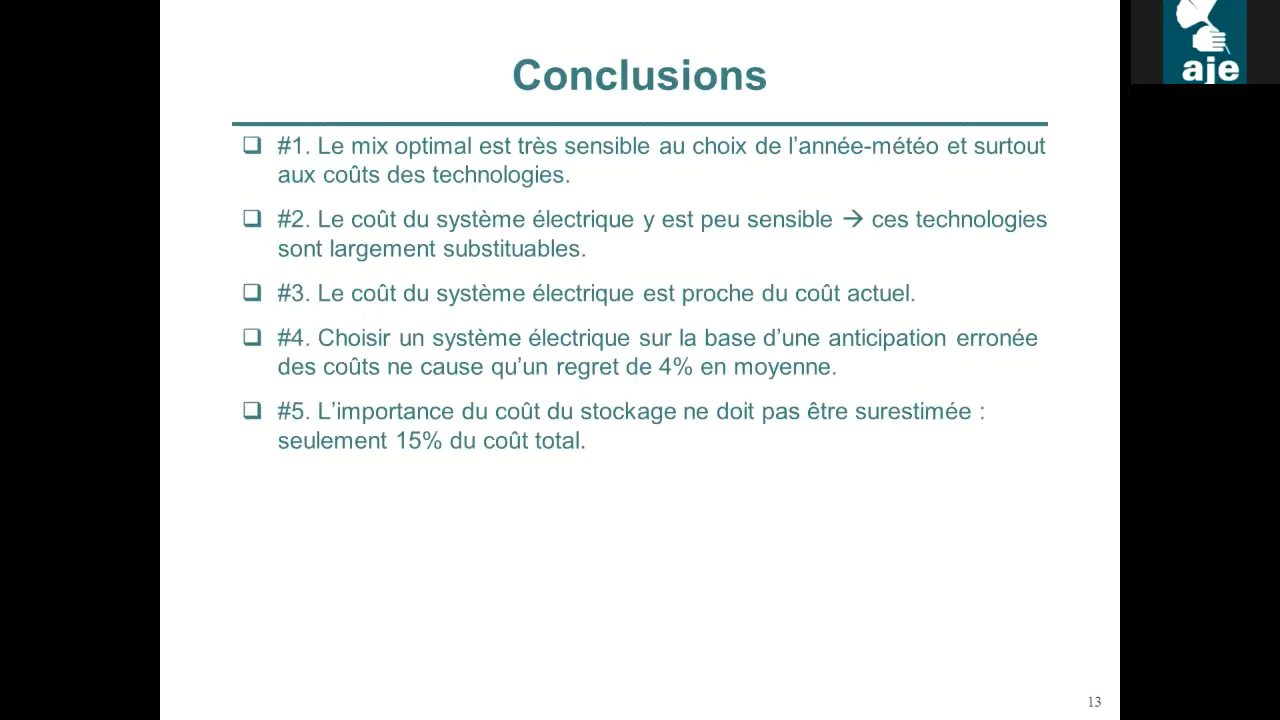 Conclusions
#1. Le mix optimal est très sensible au choix de l’année-météo et surtout
aux coûts des technologies.
#2. Le coût du système électrique y est peu sensible → ces technologies
sont largement substituables.
#3. Le coût du système électrique est proche du coût actuel.
#4. Choisir un système électrique sur la base d’une anticipation erronée
des coûts ne cause qu’un regret de 4% en moyenne.
#5. L’importance du coût du stockage ne doit pas être surestimée :
seulement 15% du coût total.
13
aje